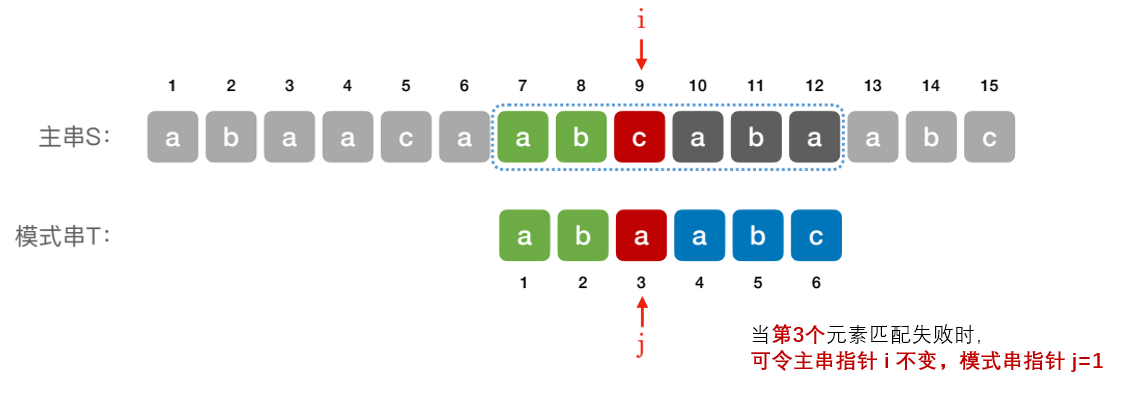 i
1 2 3 4 5 6 7 8 9 10 11 12 13 14 15
主串S： a b a a c a a b c a b a a b c
模式串T： a b a a b c
1 2 3 4 5 6
j
当第3个元素匹配失败时,
可令主串指针 i 不变，模式串指针 j=1